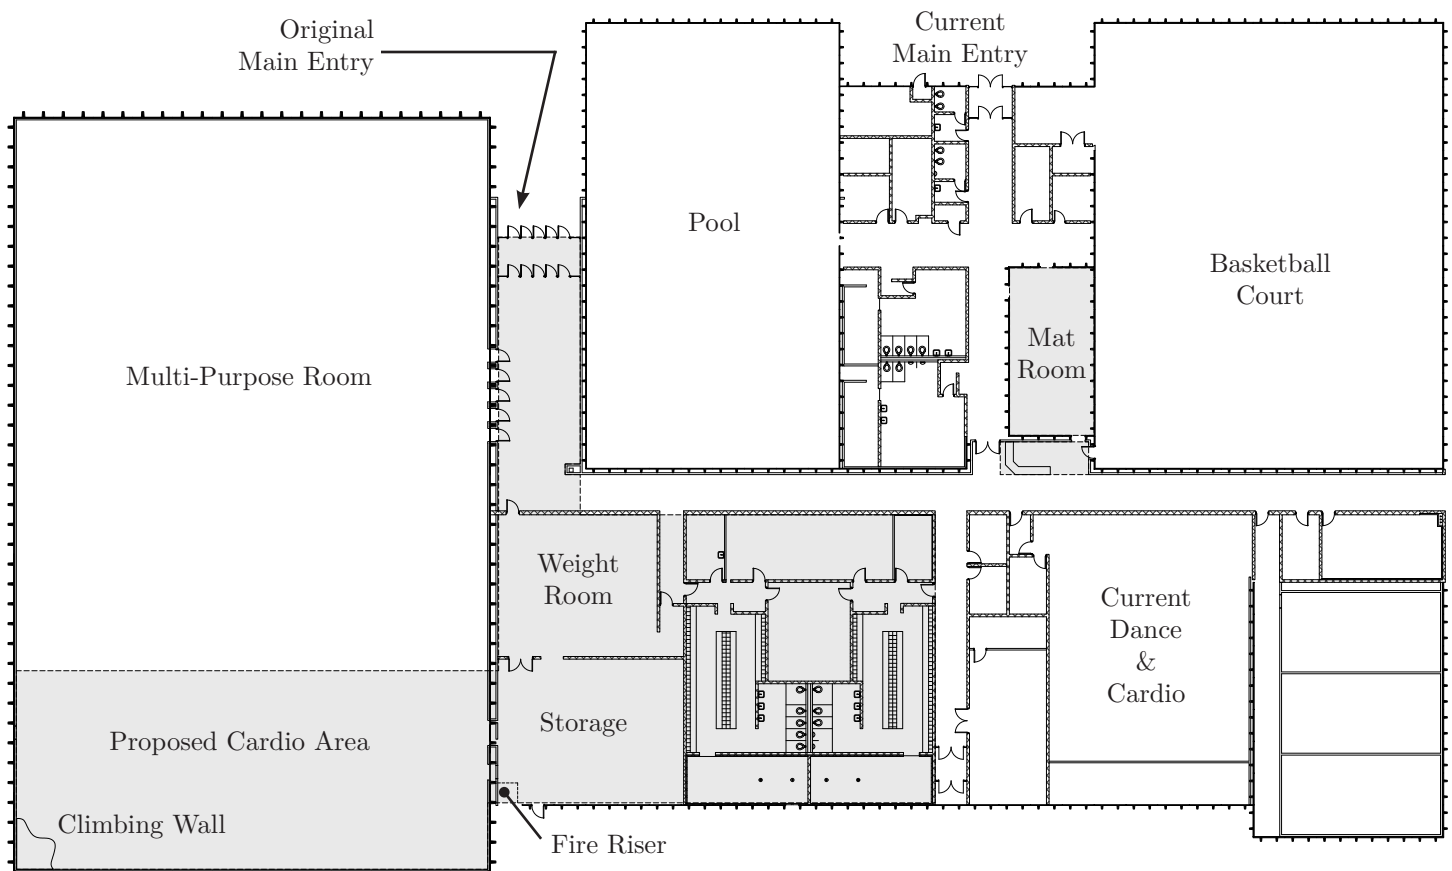 Original
Main Entry
Current
Main Entry
Pool
Basketball
Court
Mat
Room
Multi-Purpose Room
Weight
Room
Current
Dance
&
Cardio
Storage
Proposed Cardio Area
Climbing Wall
Fire Riser